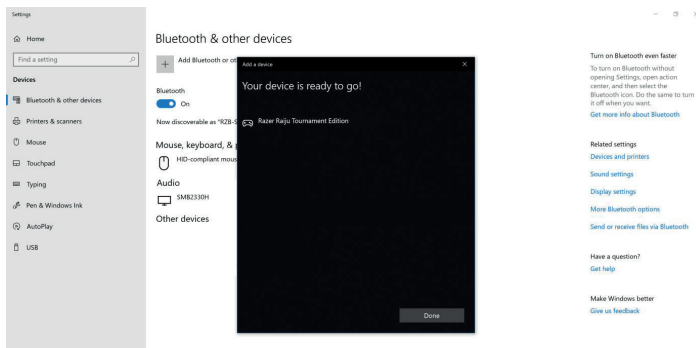 Settings
Home
Find a setting
Devices
Bluetooth & other devices
Printers & scanners
Mouse
Touchpad
Typing
Pen & Windows Ink
AutoPlay
USB
Bluetooth & other devices
Add Bluetooth or ot
Bluetooth
On
Now discoverable as "RZB-S
Mouse, keyboard, &
HID-compliant mous
Audio
SMB2330H
Other devices
Add a device
Your device is ready to go!
Razer Raiju Tournament Edition
Done
Turn on Bluetooth even faster
To turn on Bluetooth without
opening Settings, open action
center, and then select the
Bluetooth icon. Do the same to turn
it off when you want.
Get more info about Bluetooth
Related settings
Devices and printers
Sound settings
Display settings
More Bluetooth options
Send or receive files via Bluetooth
Have a question?
Get help
Make Windows better
Give us feedback